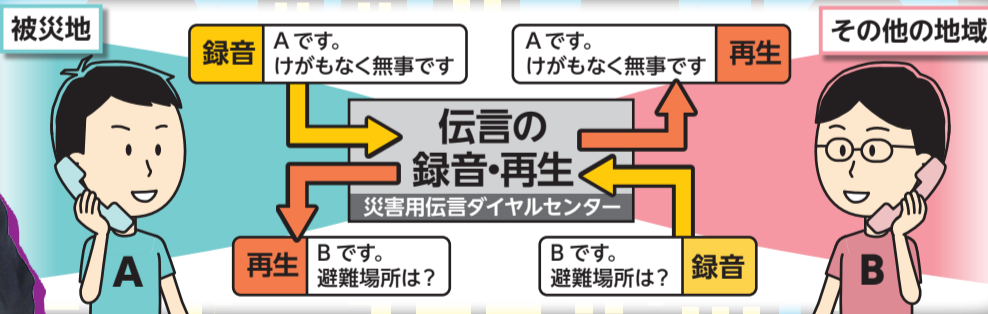 被災地
その他の地域
録音
Aです。
けがもなく無事です
Aです。
けがもなく無事です
再生
伝言の
録音・再生
災害用伝言ダイヤルセンター
再生
Bです。
避難場所は?
Bです。
避難場所は?
録音
A
B